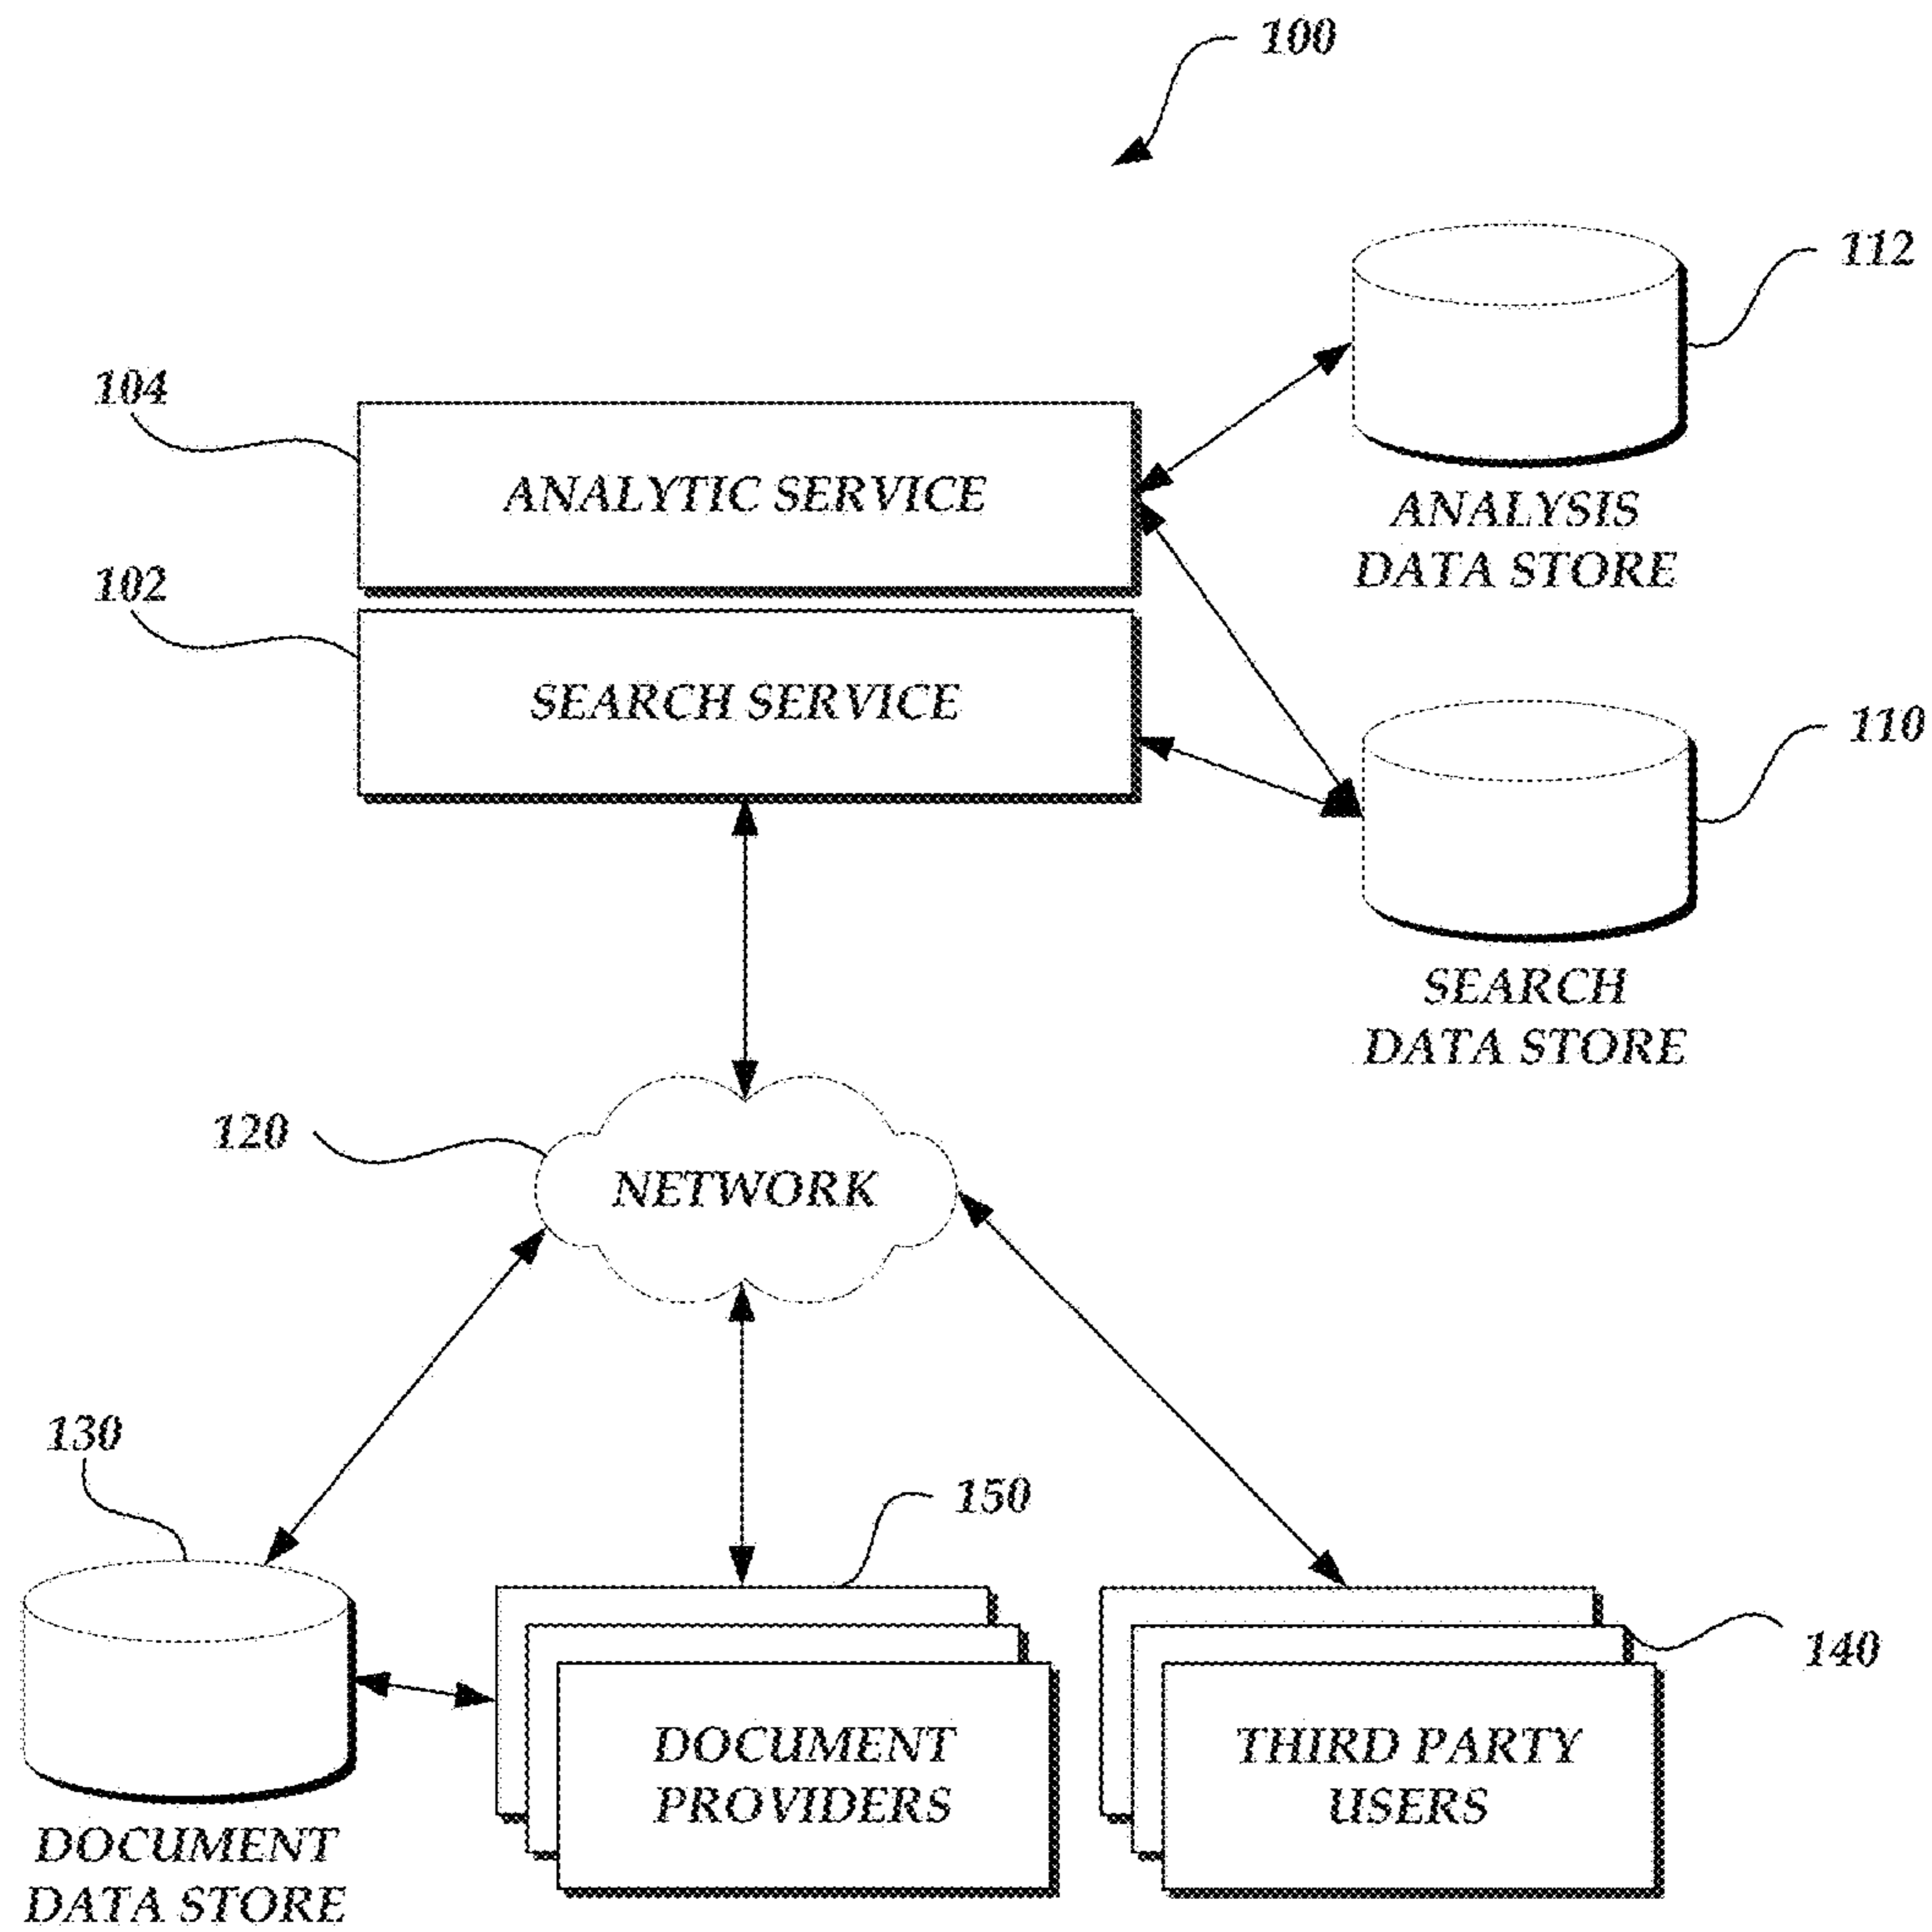 100
112
104
ANALYTIC SERVICE
ANALYSIS
DATA STORE
102
SEARCH SERVICE
110
SEARCH
DATA STORE
120
NETWORK
130
150
140
DOCUMENT
PROVIDERS
THIRD PARTY
USERS
DOCUMENT
DATA STORE